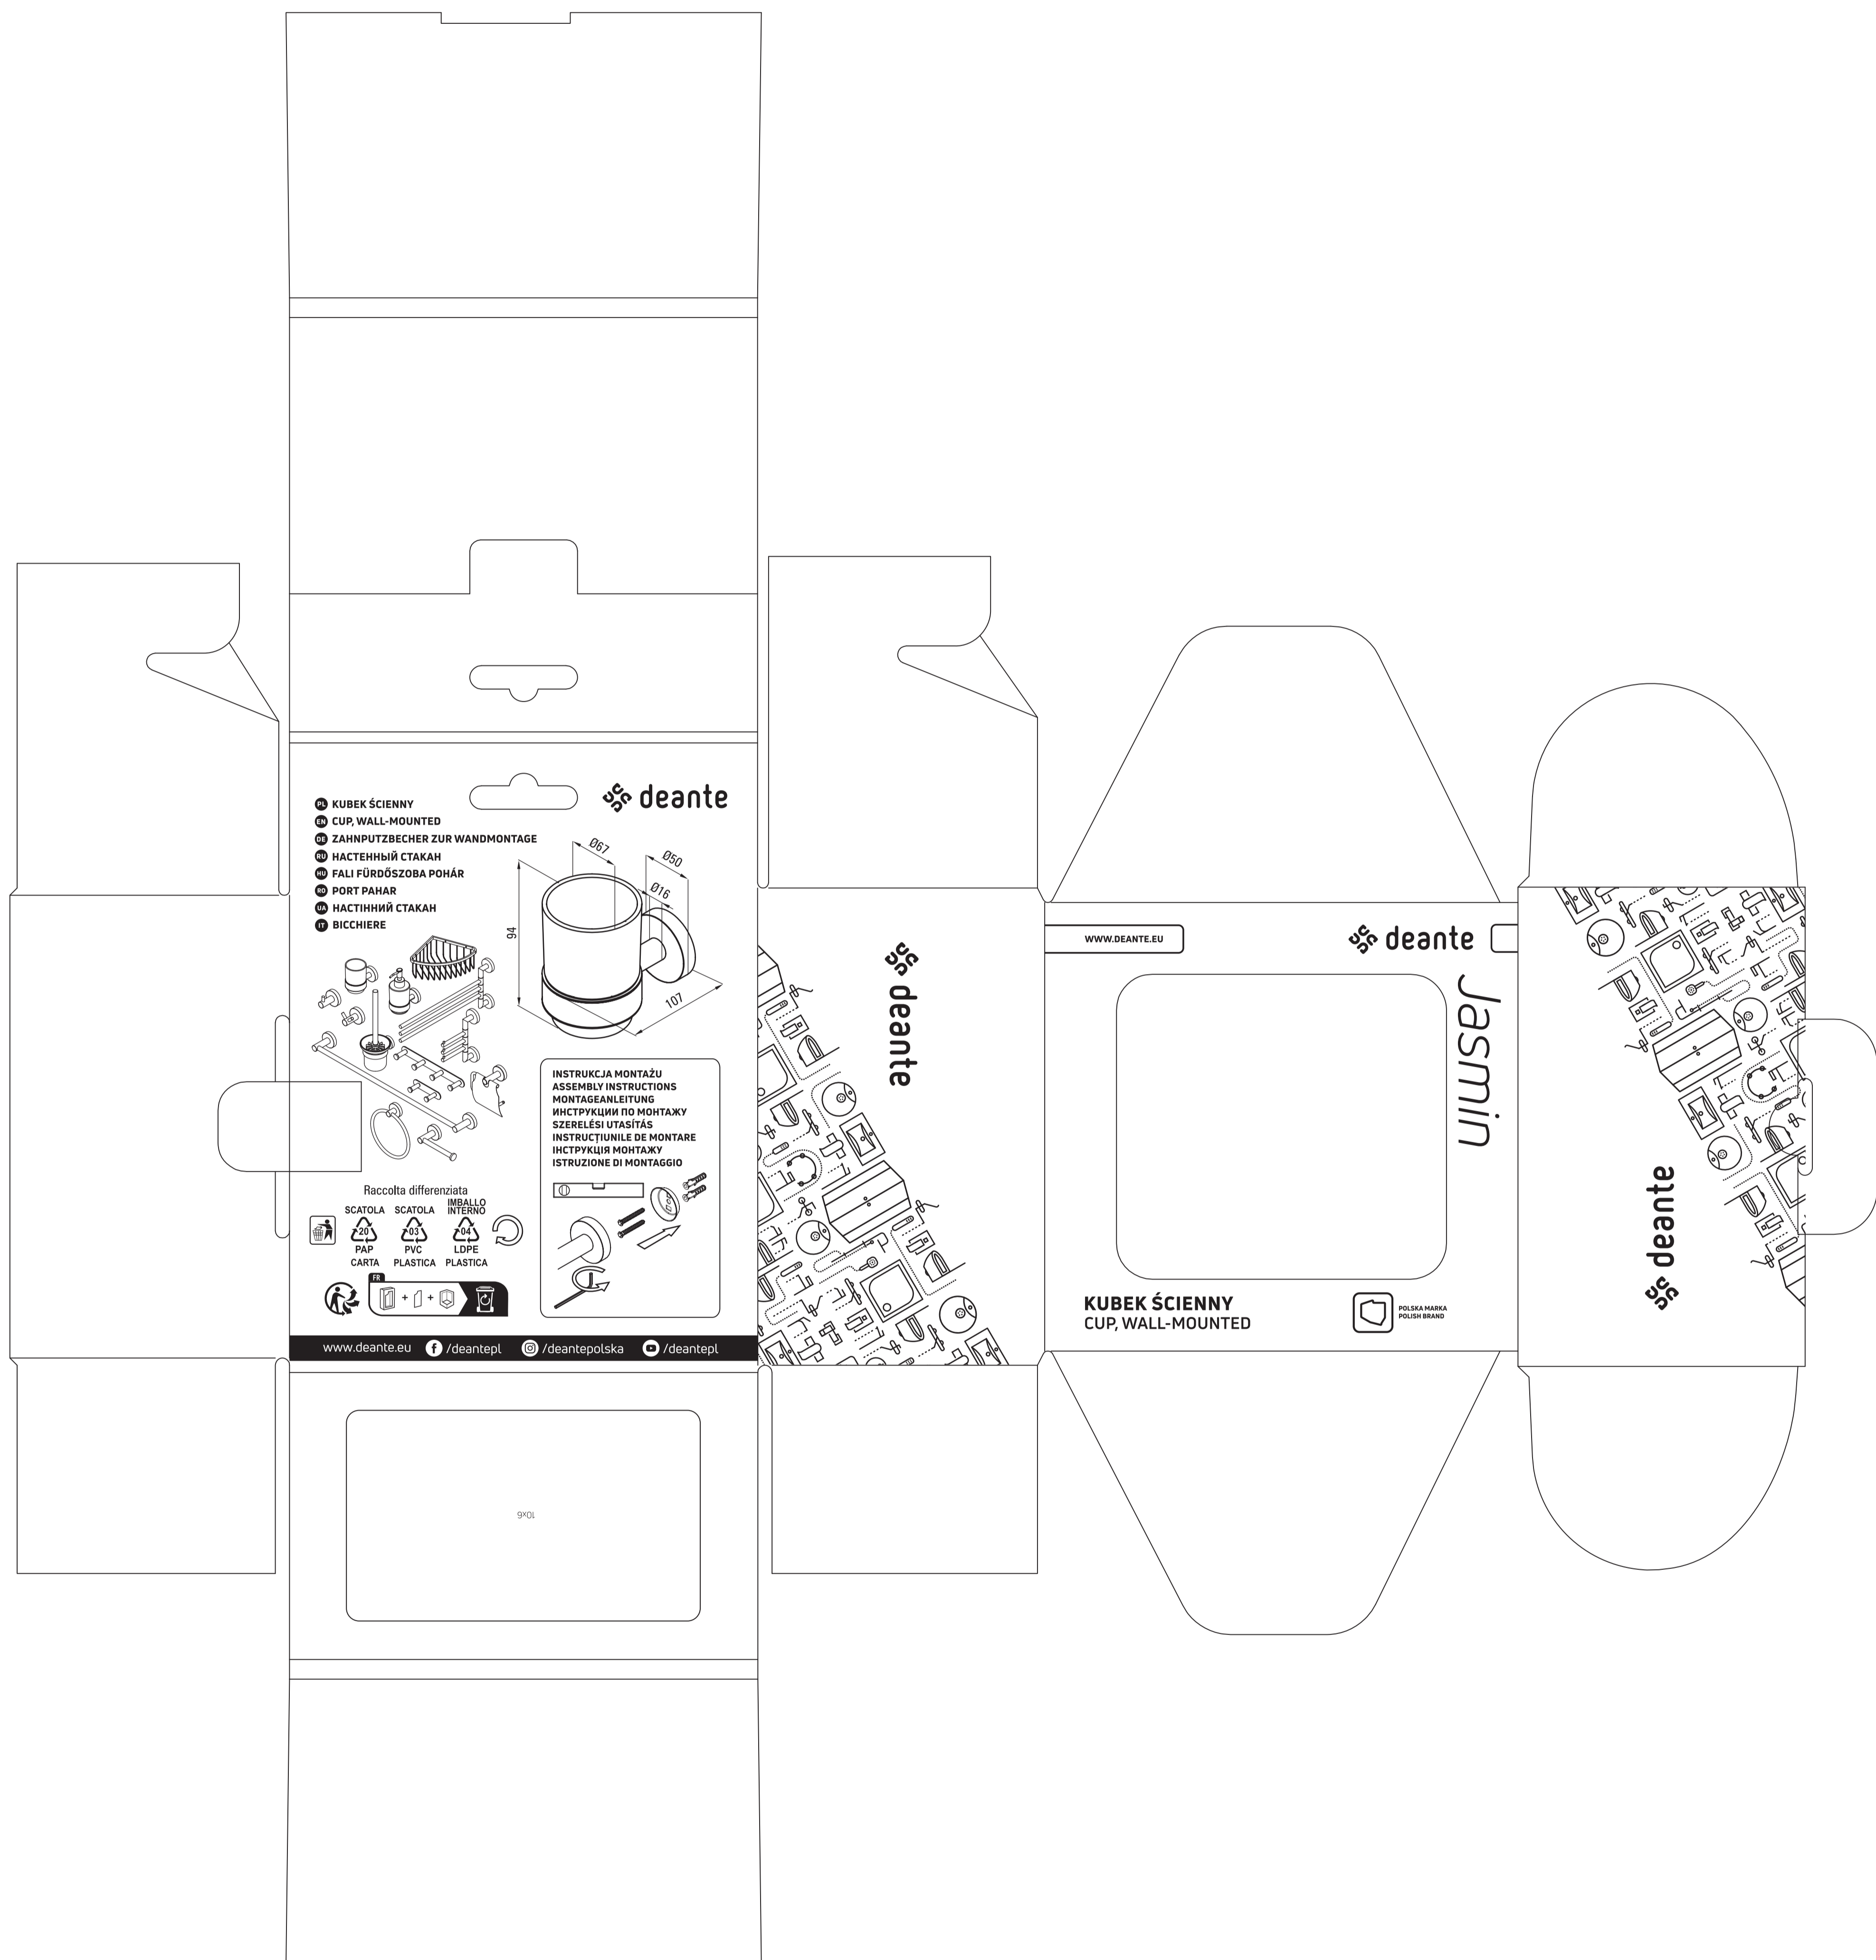 PL KUBEK ŚCIENNY
EN CUP, WALL-MOUNTED
DE ZAHNPUTZBECHER ZUR WANDMONTAGE
RU НАСТЕННЫЙ СТАКАН
HU FALI FÜRDŐSZOBA POHÁR
RO PORT PAHAR
UA НАСТІННИЙ СТАКАН
IT BICCHIERE
deante
Ø67
Ø50
Ø16
94
107
INSTRUKCJA MONTAŻU
ASSEMBLY INSTRUCTIONS
MONTAGEANLEITUNG
ИНСТРУКЦИИ ПО МОНТАЖУ
SZERELÉSI UTASÍTÁS
INSTRUCȚIUNILE DE MONTARE
ІНСТРУКЦІЯ МОНТАЖУ
ISTRUZIONE DI MONTAGGIO
Raccolta differenziata
SCATOLA
20
PAP
CARTA
SCATOLA
03
PVC
PLASTICA
IMBALLO
INTERNO
04
LDPE
PLASTICA
FR
+ +
www.deante.eu /deantepl /deantepolska /deantepl
10x6
deante
WWW.DEANTE.EU
deante
Jasmin
KUBEK ŚCIENNY
CUP, WALL-MOUNTED
POLSKA MARKA
POLISH BRAND
deante